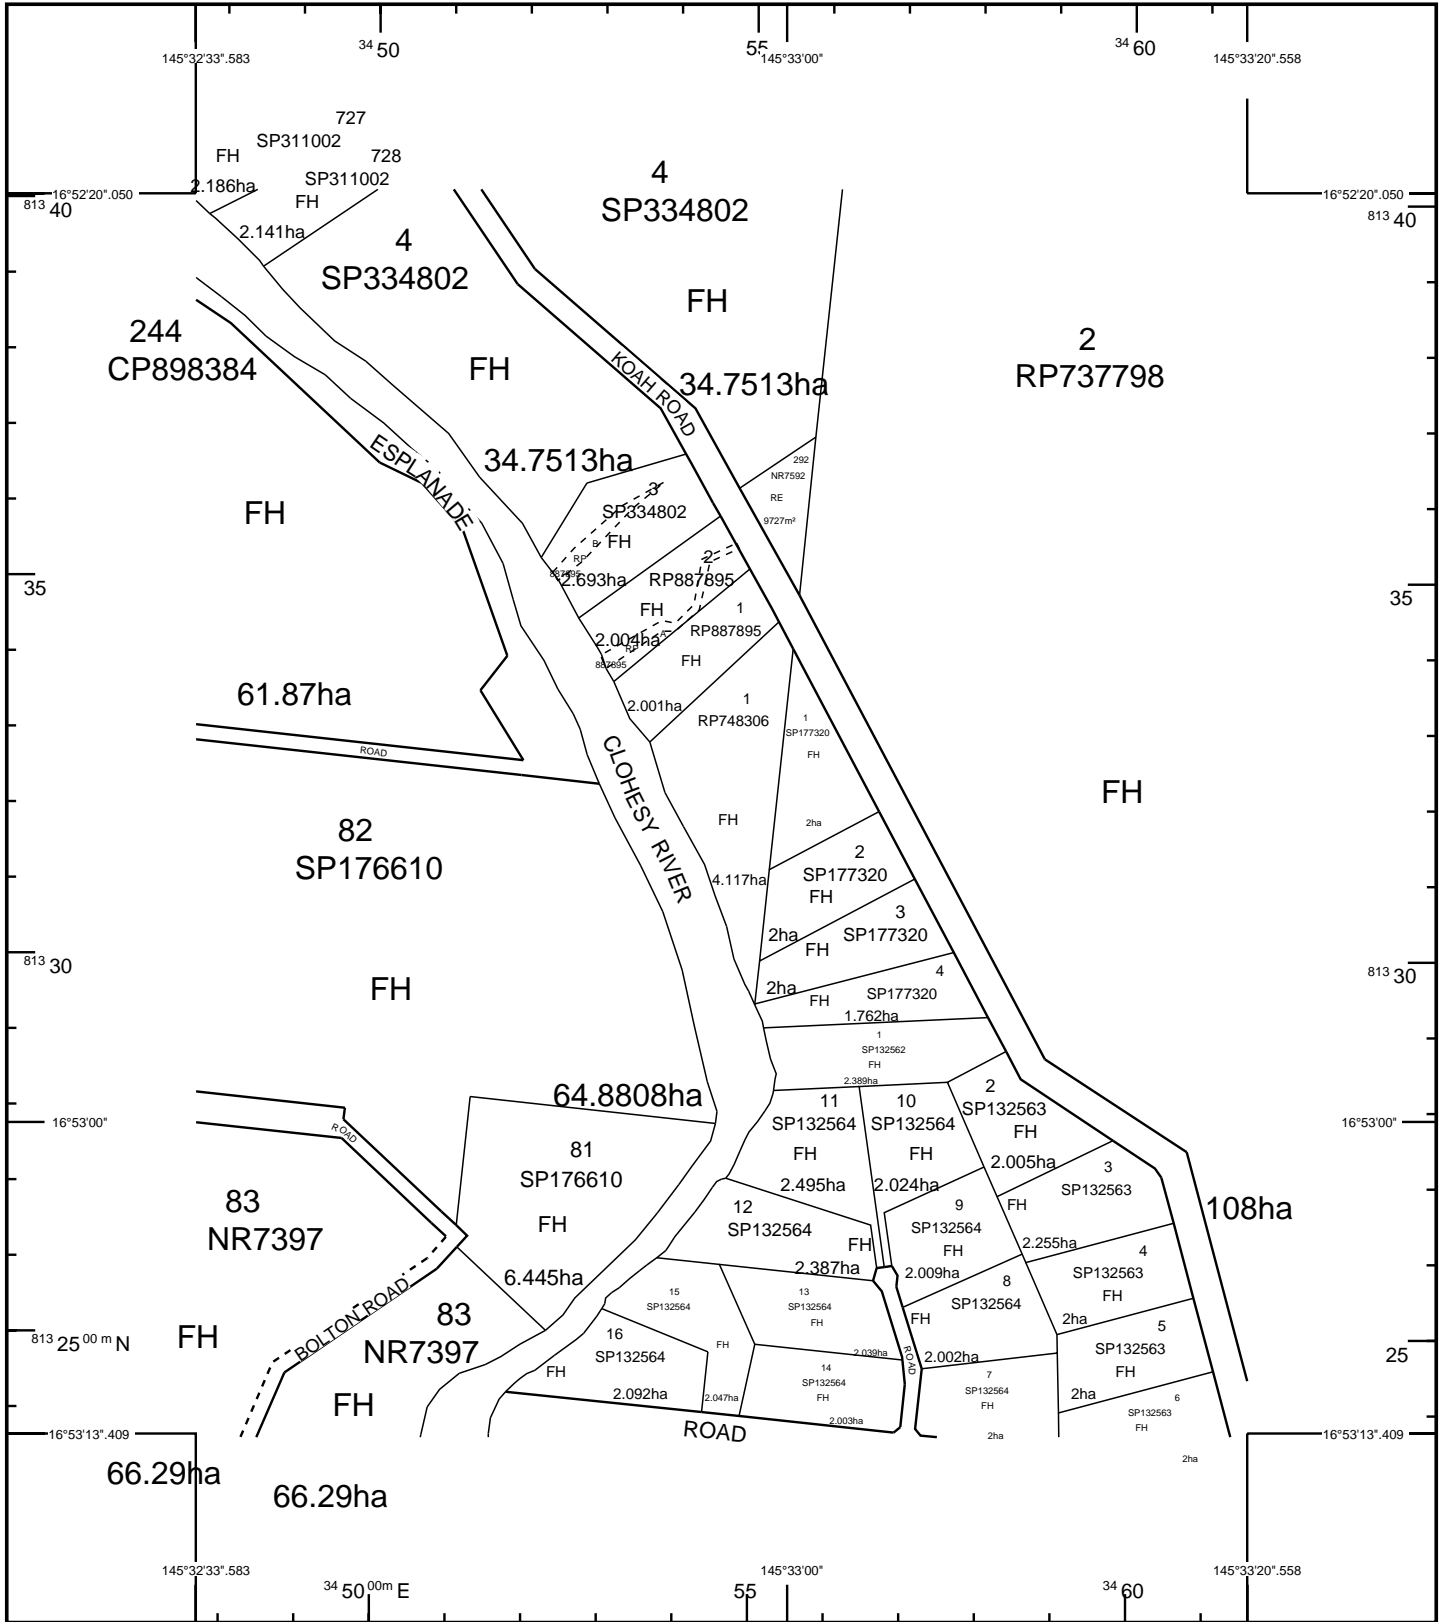 34 50
55
34 60
145°32'33".583
145°33'00"
145°33'20".558
727
SP311002
FH
2.186ha
728
SP311002
FH
2.141ha
16°52'20".050
16°52'20".050
813 40
813 40
4
SP334802
FH
34.7513ha
4
SP334802
FH
34.7513ha
244
CP898384
FH
61.87ha
2
RP737798
FH
108ha
KOAH ROAD
ESPLANADE
292
NR7592
RE
9727m²
3
SP334802
FH
2.693ha
B
RP
887895
2
RP887895
FH
2.004ha
A
RP
887895
1
RP887895
FH
2.001ha
35
35
1
RP748306
FH
4.117ha
1
SP177320
FH
2ha
ROAD
CLOHESY RIVER
82
SP176610
FH
64.8808ha
2
SP177320
FH
2ha
3
SP177320
FH
2ha
4
SP177320
FH
1.762ha
813 30
813 30
1
SP132562
FH
2.389ha
11
SP132564
FH
2.495ha
10
SP132564
FH
2.024ha
2
SP132563
FH
2.005ha
16°53'00"
16°53'00"
ROAD
81
SP176610
FH
6.445ha
3
SP132563
FH
2.255ha
83
NR7397
FH
66.29ha
12
SP132564
FH
2.387ha
9
SP132564
FH
2.009ha
4
SP132563
FH
2ha
8
SP132564
FH
2.002ha
BOLTON ROAD
83
NR7397
FH
66.29ha
15
SP132564
FH
2.047ha
13
SP132564
FH
2.039ha
16
SP132564
FH
2.092ha
14
SP132564
FH
2.003ha
ROAD
5
SP132563
FH
2ha
7
SP132564
FH
2ha
6
SP132563
FH
2ha
ROAD
813 25 00 m N
25
16°53'13".409
16°53'13".409
145°32'33".583
145°33'00"
145°33'20".558
34 50 00m E
55
34 60